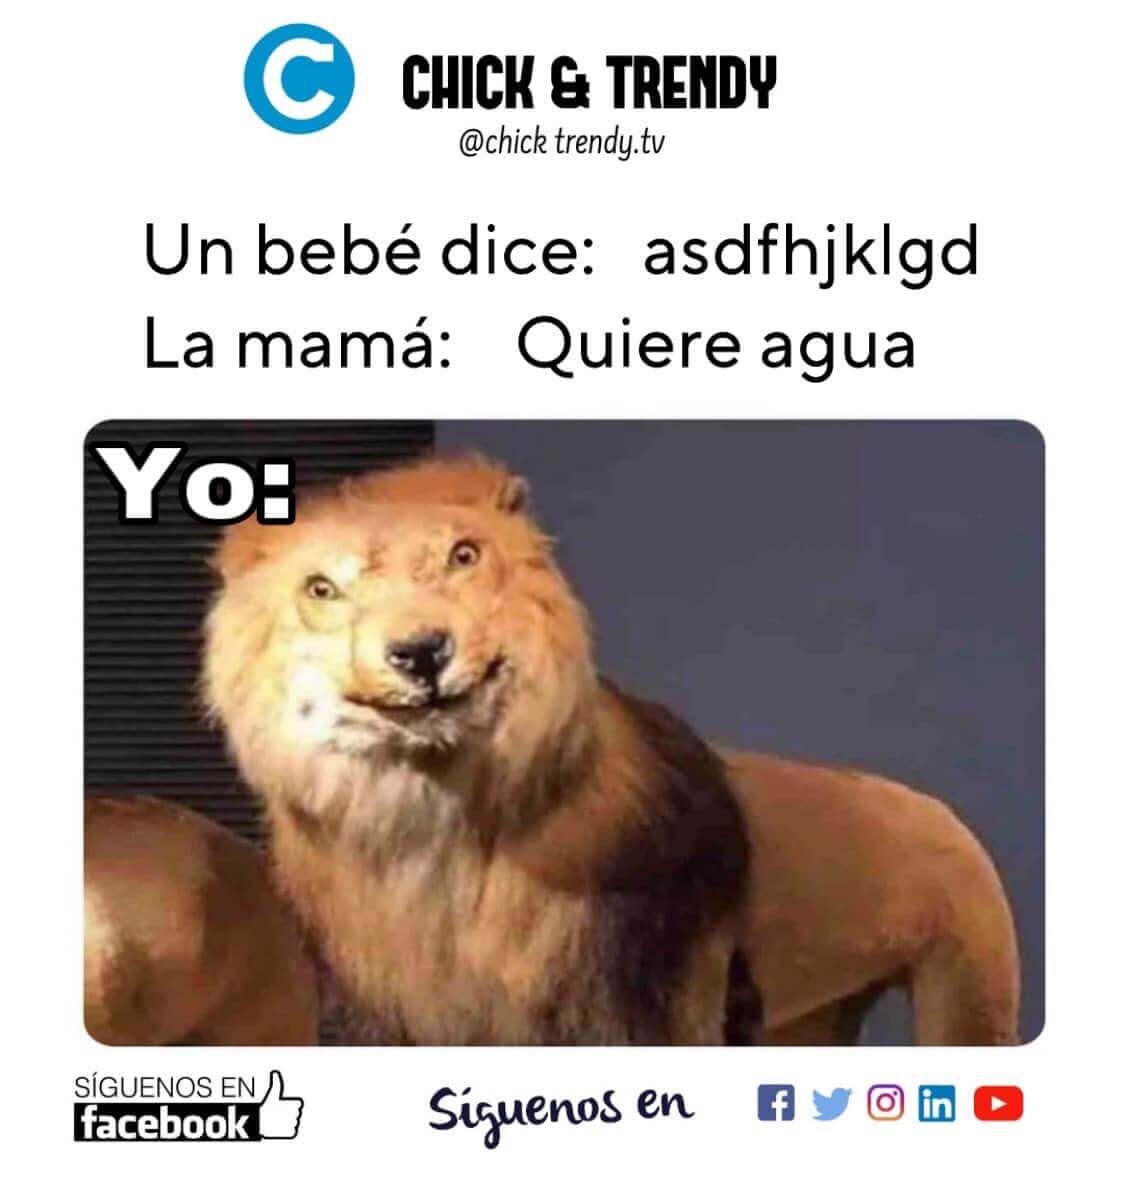 C CHICK & TRENDY
@chick trendy.tv
Un bebé dice: asdfhjklgd
La mamá: Quiere agua
Yo:
SÍGUENOS EN
facebook
Síguenos en